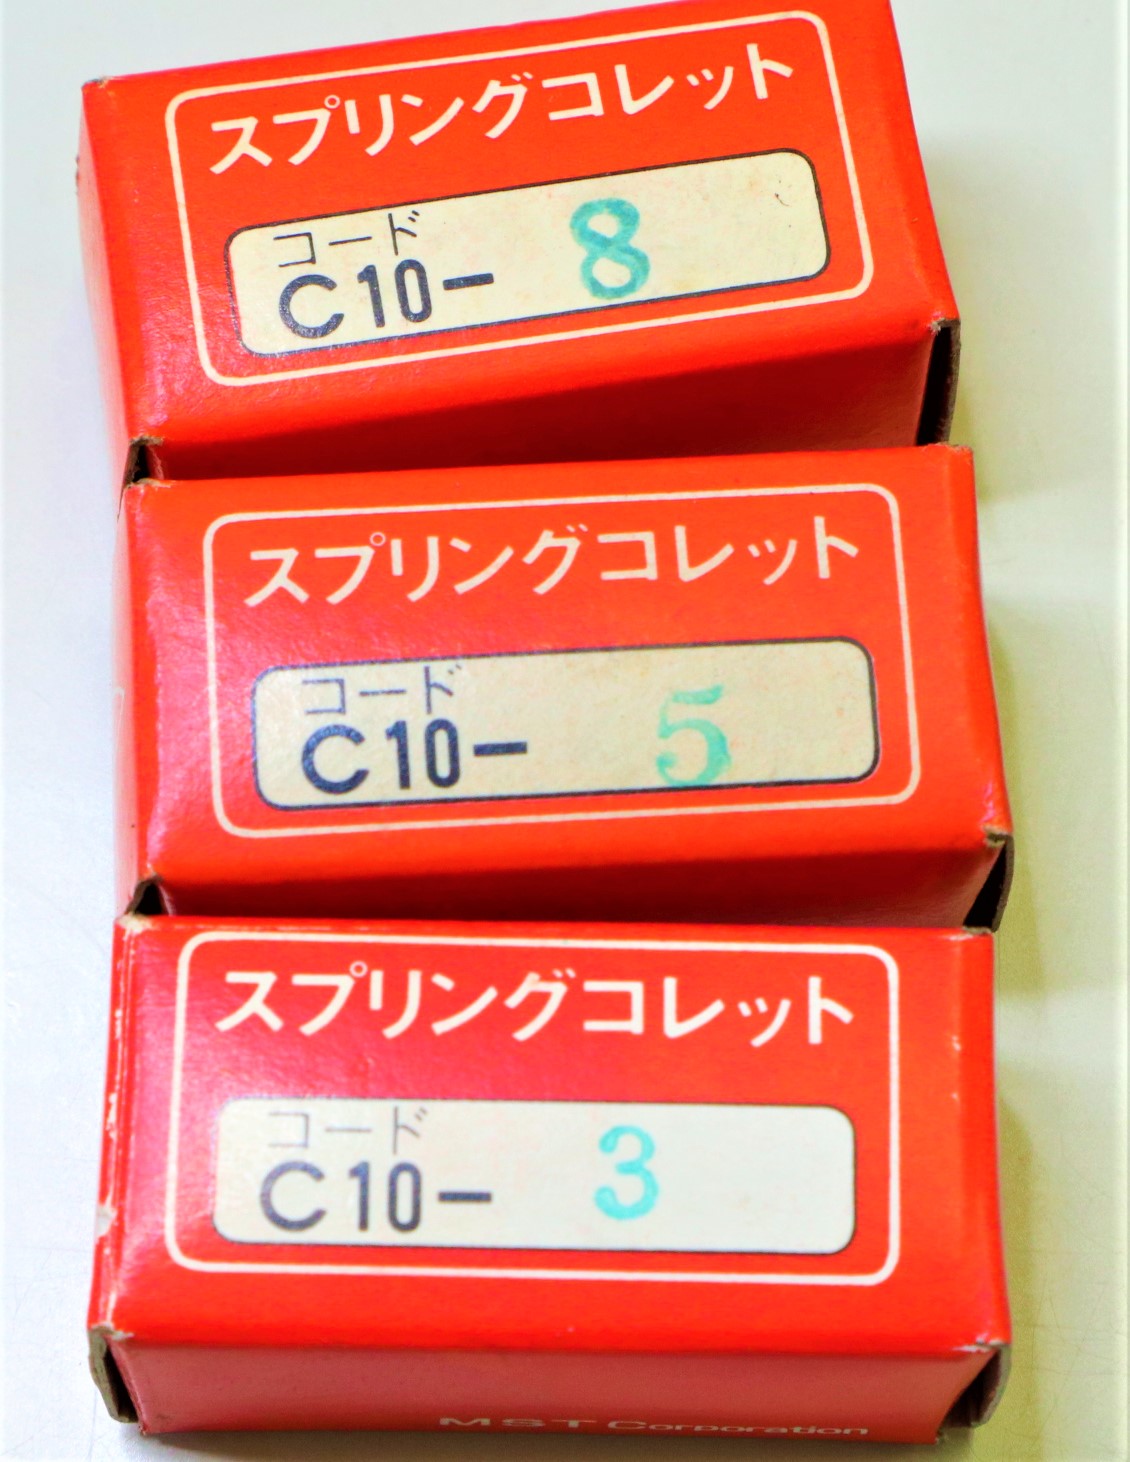 スプリングコレット
コード
C10- 8
スプリングコレット
コード
C10- 5
スプリングコレット
コード
C10- 3
MST Corporation